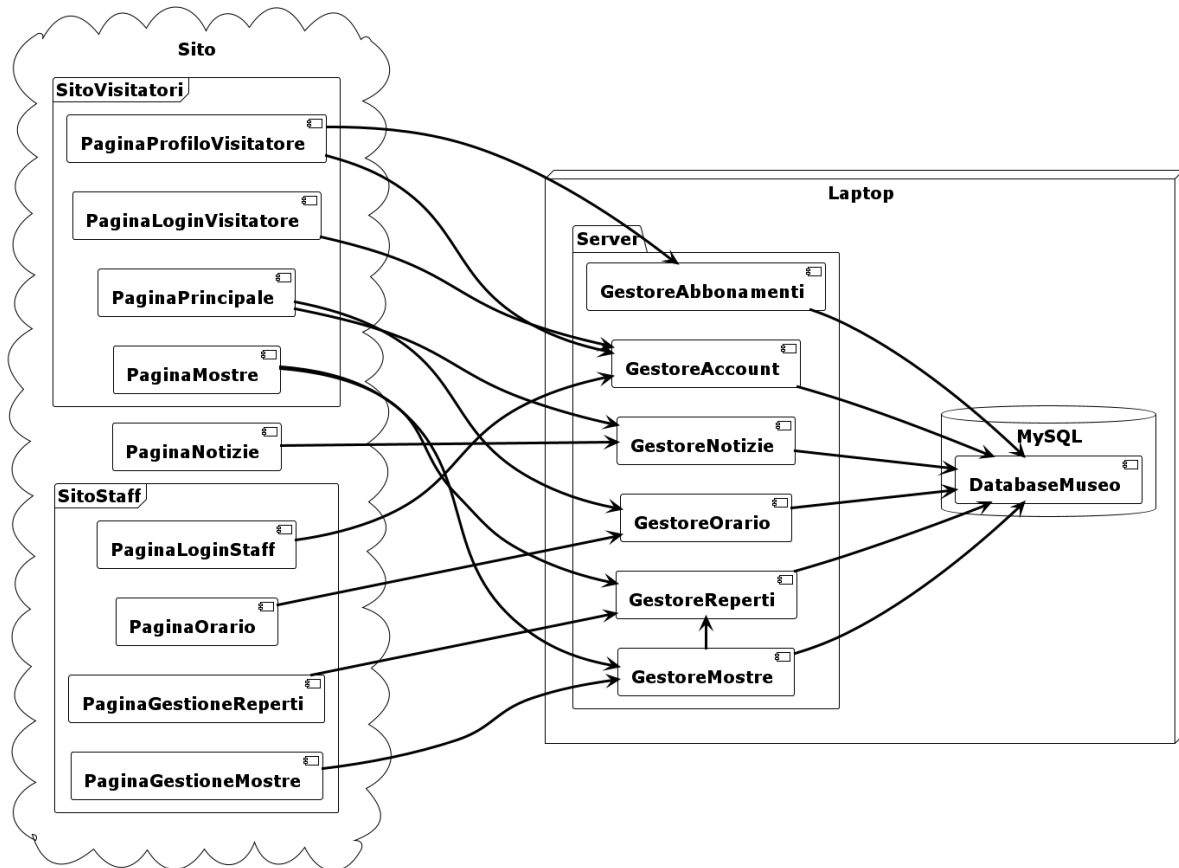 Sito
SitoVisitatori
PaginaProfiloVisitatore
PaginaLoginVisitatore
PaginaPrincipale
PaginaMostre
PaginaNotizie
SitoStaff
PaginaLoginStaff
PaginaOrario
PaginaGestioneReperti
PaginaGestioneMostre
Laptop
Server
GestoreAbbonamenti
GestoreAccount
GestoreNotizie
GestoreOrario
GestoreReperti
GestoreMostre
MySQL
DatabaseMuseo